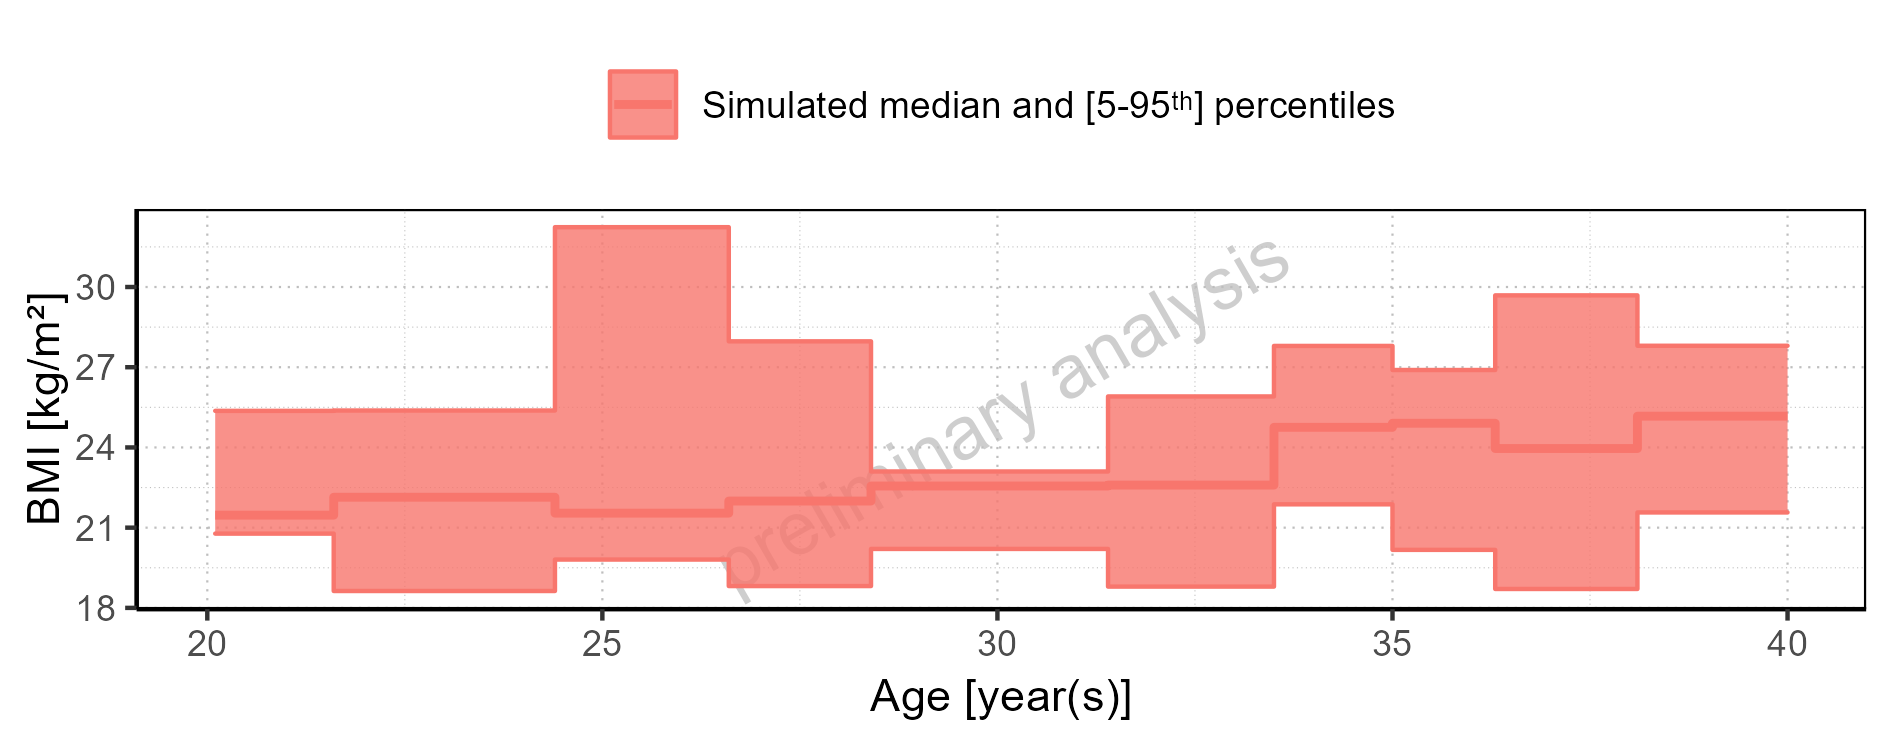 Simulated median and [5-95ᵗʰ] percentiles
30
27
24
21
18
BMI [kg/m²]
preliminary analysis
20 25 30 35 40
Age [year(s)]